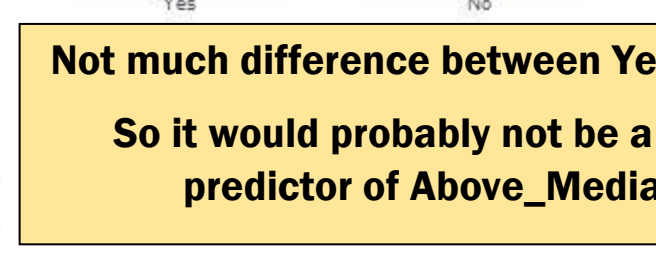 Yes No
Not much difference between Ye
So it would probably not be a
predictor of Above_Media